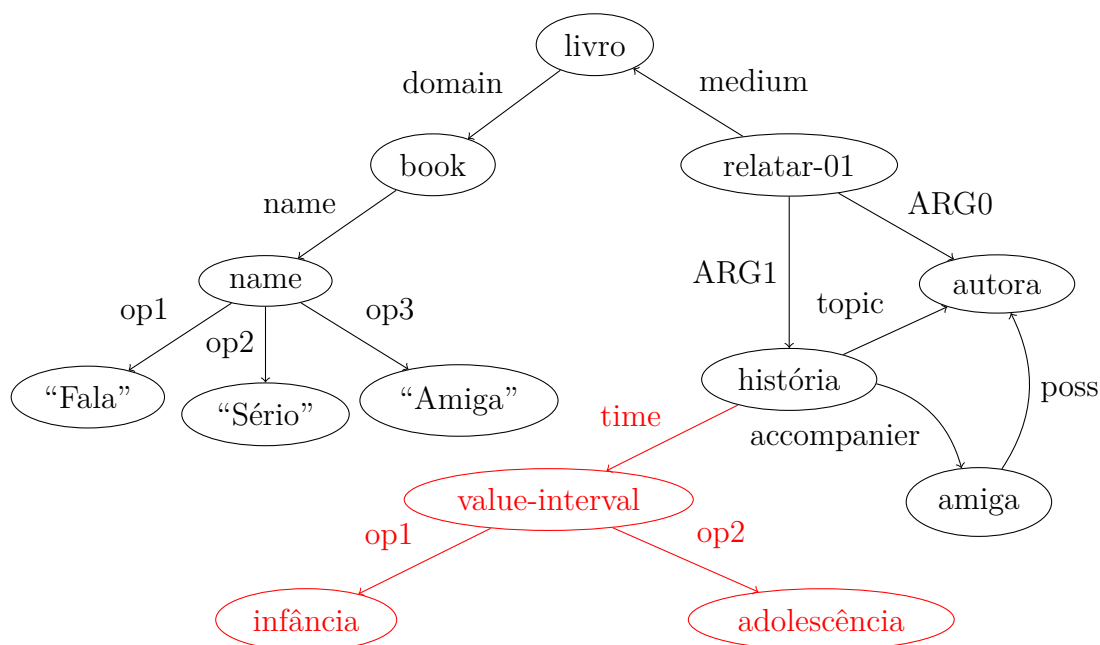 livro
domain
medium
book
relatar-01
name
ARG0
name
ARG1
autora
op1
op3
topic
op2
história
poss
“Fala”
“Sério”
“Amiga”
time
accompanier
value-interval
amiga
op1
op2
infância
adolescência